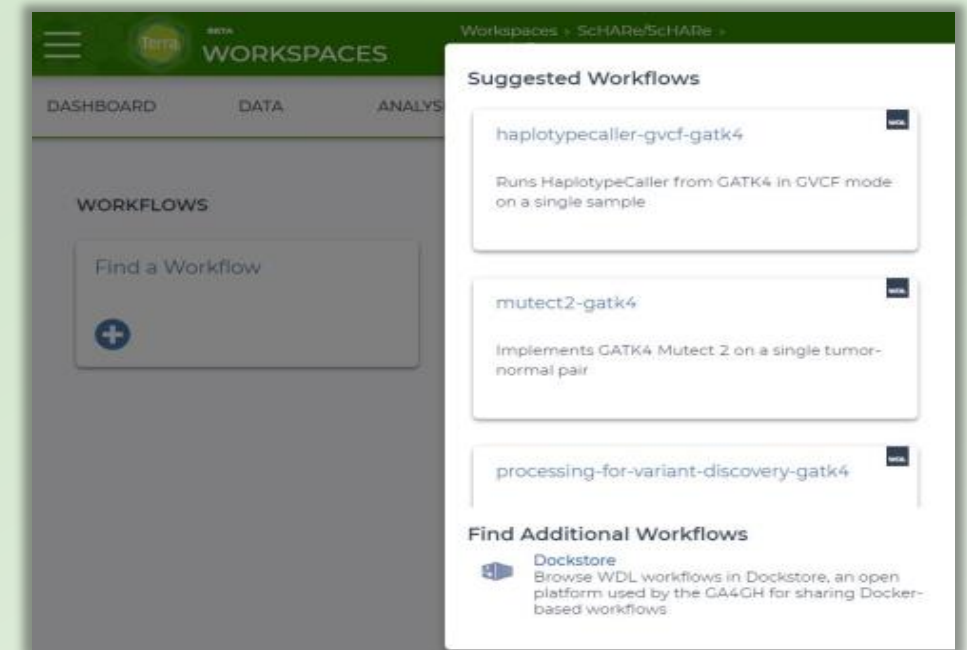 Terra
BETA
WORKSPACES
Workspaces › ScHARe/ScHARe ›
DASHBOARD DATA ANALYS
WORKFLOWS
Find a Workflow
Suggested Workflows
haplotypecaller-gvcf-gatk4
WDL
Runs HaplotypeCaller from GATK4 in GVCF mode
on a single sample
mutect2-gatk4
WDL
Implements GATK4 Mutect 2 on a single tumor-
normal pair
processing-for-variant-discovery-gatk4
WDL
Find Additional Workflows
Dockstore
Browse WDL workflows in Dockstore, an open
platform used by the GA4GH for sharing Docker-
based workflows